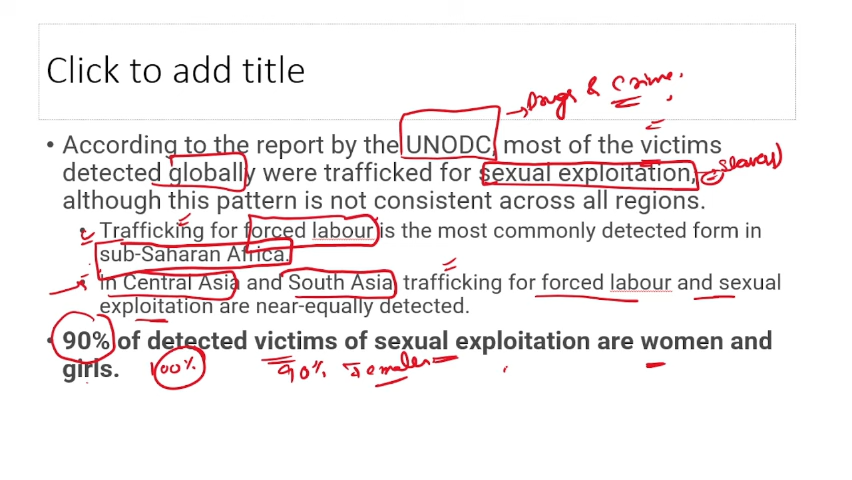 Click to add title
Drugs & Crime.
• According to the report by the UNODC, most of the victims
detected globally were trafficked for sexual exploitation,
although this pattern is not consistent across all regions.
Trafficking for forced labour is the most commonly detected form in
sub-Saharan Africa.
In Central Asia and South Asia, trafficking for forced labour and sexual
exploitation are near-equally detected.
• 90% of detected victims of sexual exploitation are women and
girls.
100%
90% Females